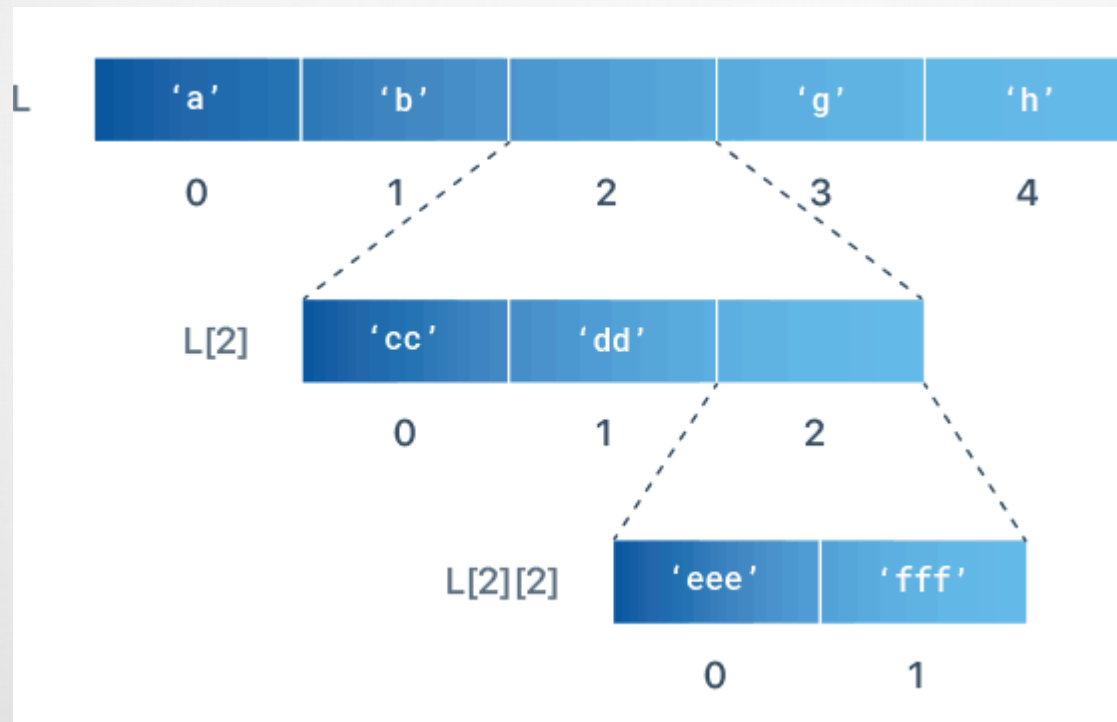 L ‘a’ ‘b’ ‘g’ ‘h’
0 1 2 3 4
L[2] ‘cc’ ‘dd’
0 1 2
L[2][2] ‘eee’ ‘fff’
0 1